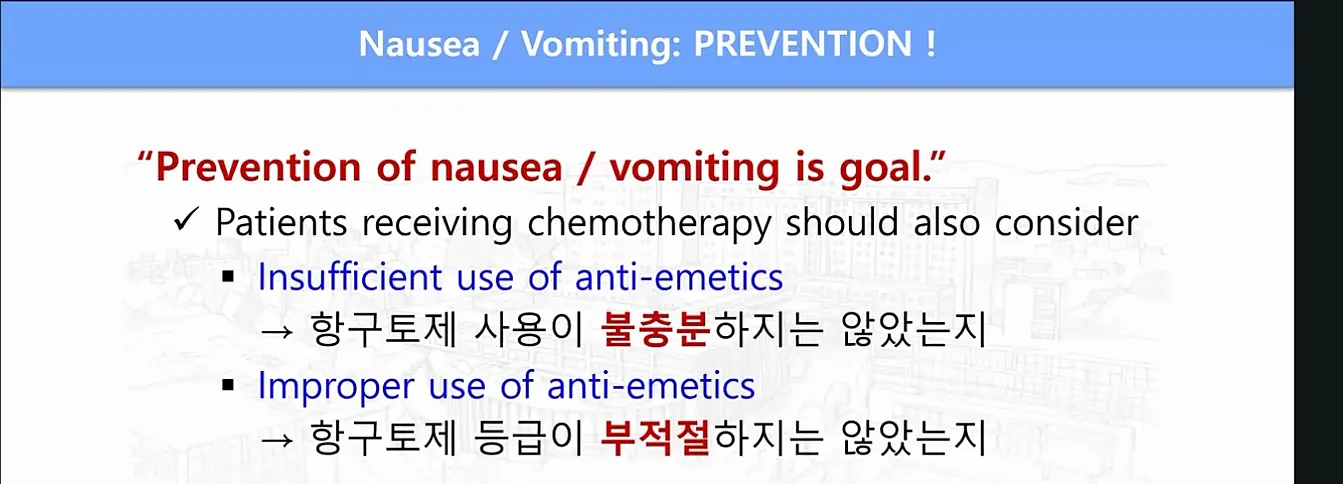 Nausea / Vomiting: PREVENTION !
“Prevention of nausea / vomiting is goal.”
✓ Patients receiving chemotherapy should also consider
▪ Insufficient use of anti-emetics
→ 항구토제 사용이 불충분하지는 않았는지
▪ Improper use of anti-emetics
→ 항구토제 등급이 부적절하지는 않았는지